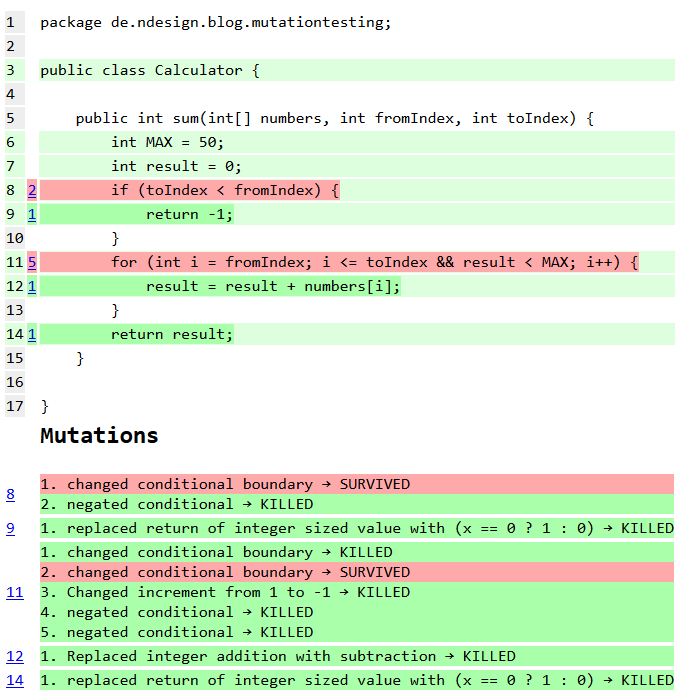 1 package de.ndesign.blog.mutationtesting;
2
3 public class Calculator {
4
5 public int sum(int[] numbers, int fromIndex, int toIndex) {
6 int MAX = 50;
7 int result = 0;
8 2 if (toIndex < fromIndex) {
9 1 return -1;
10 }
11 5 for (int i = fromIndex; i <= toIndex && result < MAX; i++) {
12 1 result = result + numbers[i];
13 }
14 1 return result;
15 }
16
17 }
Mutations
8 1. changed conditional boundary → SURVIVED
2. negated conditional → KILLED
9 1. replaced return of integer sized value with (x == 0 ? 1 : 0) → KILLED
11 1. changed conditional boundary → KILLED
2. changed conditional boundary → SURVIVED
3. Changed increment from 1 to -1 → KILLED
4. negated conditional → KILLED
5. negated conditional → KILLED
12 1. Replaced integer addition with subtraction → KILLED
14 1. replaced return of integer sized value with (x == 0 ? 1 : 0) → KILLED